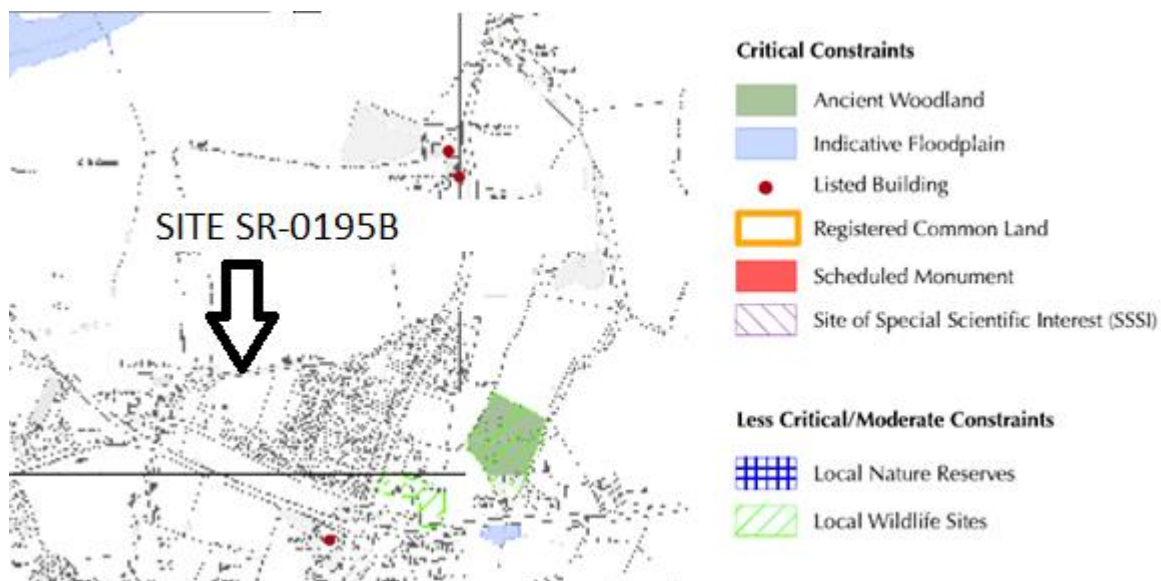 SITE SR-0195B
Critical Constraints
Ancient Woodland
Indicative Floodplain
Listed Building
Registered Common Land
Scheduled Monument
Site of Special Scientific Interest (SSSI)
Less Critical/Moderate Constraints
Local Nature Reserves
Local Wildlife Sites